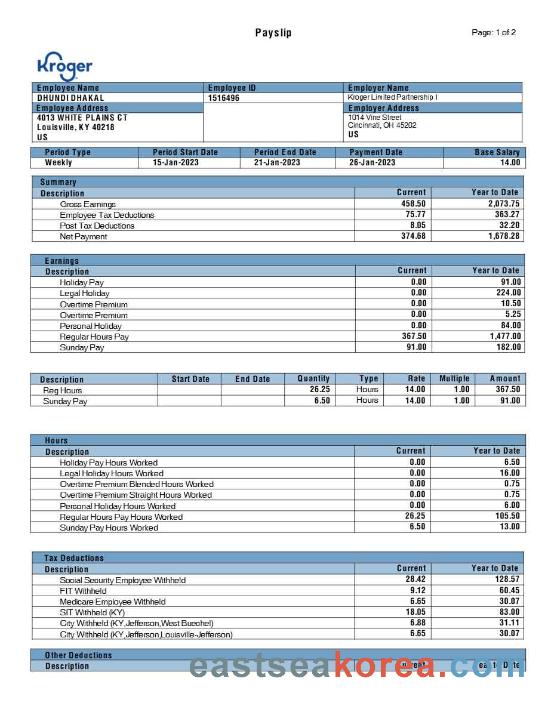 Payslip
Page: 1 of 2
Kroger
Employee Name Employee ID Employer Name
DHUNDI DHAKAL 1516496 Kroger Limited Partnership I
Employee Address Employer Address
4013 WHITE PLAINS CT 1014 Vine Street
Louisville, KY 40218 Cincinnati, OH 45202
US US
Period Type Period Start Date Period End Date Payment Date Base Salary
Weekly 15-Jan-2023 21-Jan-2023 26-Jan-2023 14.00
Summary
Description Current Year to Date
Gross Earnings 458.50 2,073.75
Employee Tax Deductions 75.77 363.27
Post Tax Deductions 8.05 32.20
Net Payment 374.68 1,678.28
Earnings
Description Current Year to Date
Holiday Pay 0.00 91.00
Legal Holiday 0.00 224.00
Overtime Premium 0.00 10.50
Overtime Premium 0.00 5.25
Personal Holiday 0.00 84.00
Regular Hours Pay 367.50 1,477.00
Sunday Pay 91.00 182.00
Description Start Date End Date Quantity Type Rate Multiple Amount
Reg Hours 26.25 Hours 14.00 1.00 367.50
Sunday Pay 6.50 Hours 14.00 1.00 91.00
Hours
Description Current Year to Date
Holiday Pay Hours Worked 0.00 6.50
Legal Holiday Hours Worked 0.00 16.00
Overtime Premium Blended Hours Worked 0.00 0.75
Overtime Premium Straight Hours Worked 0.00 0.75
Personal Holiday Hours Worked 0.00 6.00
Regular Hours Pay Hours Worked 26.25 105.50
Sunday Pay Hours Worked 6.50 13.00
Tax Deductions
Description Current Year to Date
Social Security Employee Withheld 28.42 128.57
FIT Withheld 9.12 60.45
Medicare Employee Withheld 6.65 30.07
SIT Withheld (KY) 18.05 83.00
City Withheld (KY,Jefferson,West Buechel) 6.88 31.11
City Withheld (KY,Jefferson,Louisville-Jefferson) 6.65 30.07
Other Deductions
Description Current Year to Date
eastseakorea.com